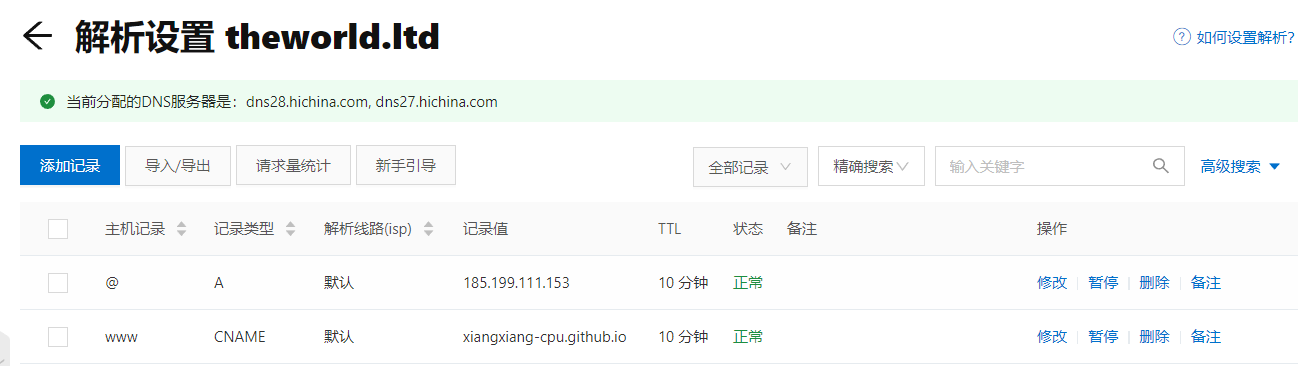 解析设置 theworld.ltd
如何设置解析?
当前分配的DNS服务器是：dns28.hichina.com, dns27.hichina.com
添加记录 导入/导出 请求量统计 新手引导 全部记录 精确搜索 输入关键字 高级搜索
主机记录 记录类型 解析线路(isp) 记录值 TTL 状态 备注 操作
@ A 默认 185.199.111.153 10 分钟 正常 修改 暂停 删除 备注
www CNAME 默认 xiangxiang-cpu.github.io 10 分钟 正常 修改 暂停 删除 备注